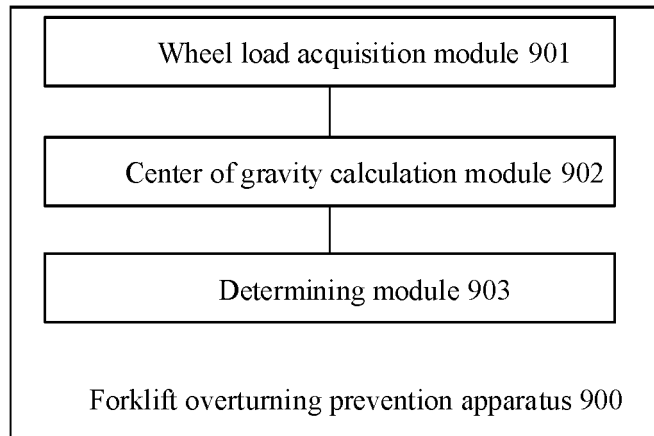 Wheel load acquisition module 901
Center of gravity calculation module 902
Determining module 903
Forklift overturning prevention apparatus 900